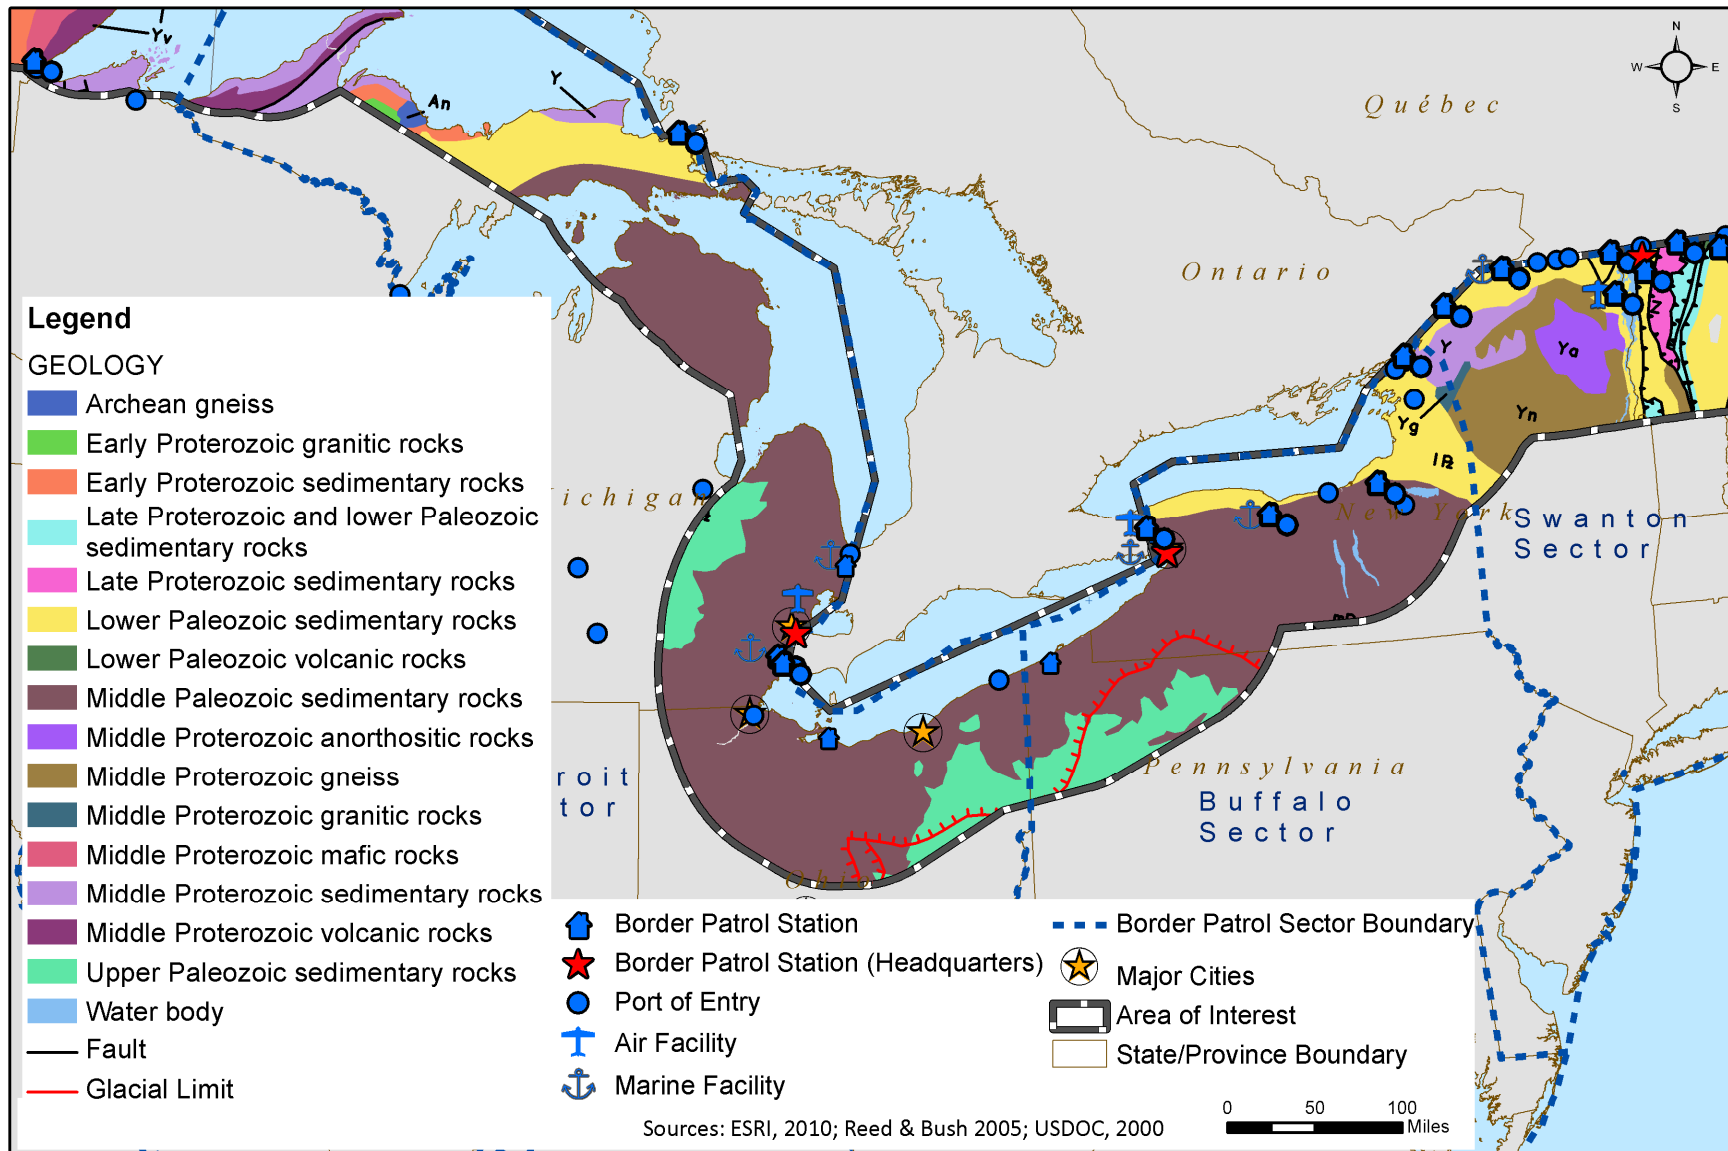 Yv
An
Y
N
W E
S
Québec
Ontario
Y
Ya
Yn
Yg
New York
Swanton
Sector
Pennsylvania
Buffalo
Sector
Ohio
ichigan
roit
tor
Legend
GEOLOGY
Archean gneiss
Early Proterozoic granitic rocks
Early Proterozoic sedimentary rocks
Late Proterozoic and lower Paleozoic
sedimentary rocks
Late Proterozoic sedimentary rocks
Lower Paleozoic sedimentary rocks
Lower Paleozoic volcanic rocks
Middle Paleozoic sedimentary rocks
Middle Proterozoic anorthositic rocks
Middle Proterozoic gneiss
Middle Proterozoic granitic rocks
Middle Proterozoic mafic rocks
Middle Proterozoic sedimentary rocks
Middle Proterozoic volcanic rocks
Upper Paleozoic sedimentary rocks
Water body
Fault
Glacial Limit
Border Patrol Station
Border Patrol Station (Headquarters)
Port of Entry
Air Facility
Marine Facility
Border Patrol Sector Boundary
Major Cities
Area of Interest
State/Province Boundary
Sources: ESRI, 2010; Reed & Bush 2005; USDOC, 2000
0 50 100
Miles